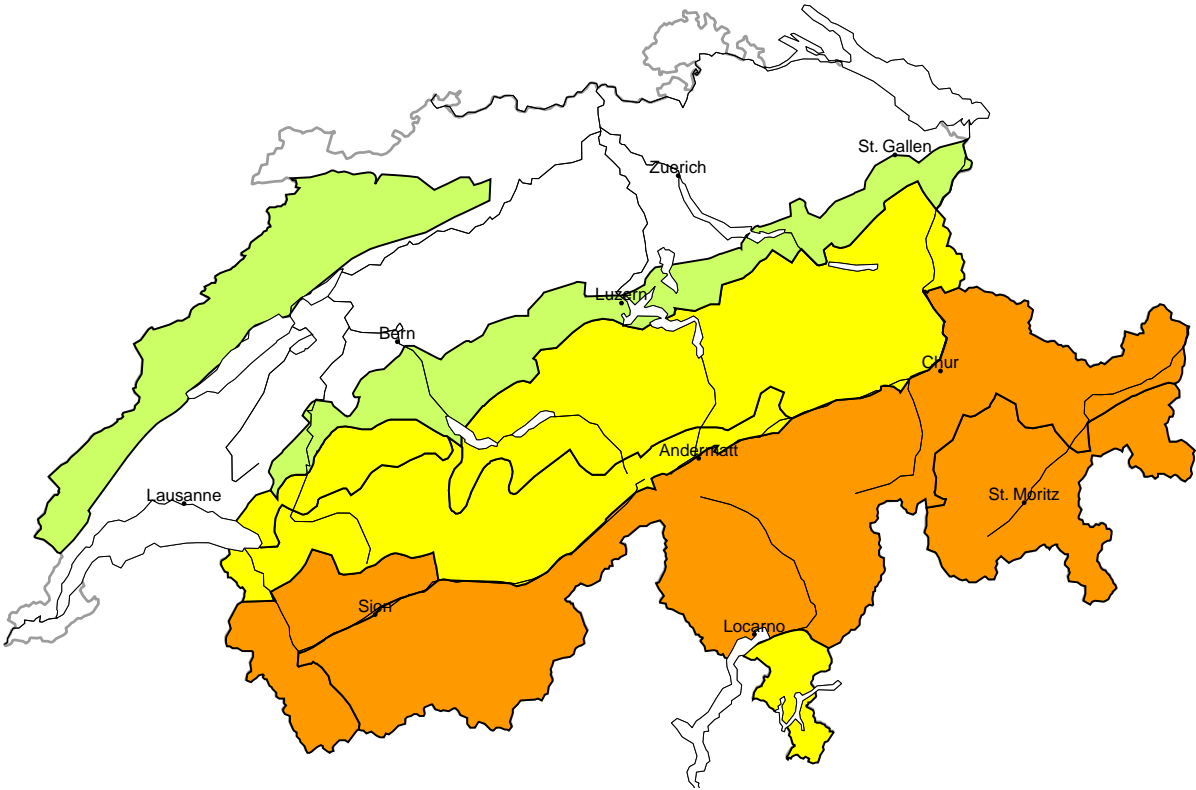 St. Gallen
Zuerich
Luzern
Bern
Chur
Andermatt
Lausanne
St. Moritz
Sion
Locarno